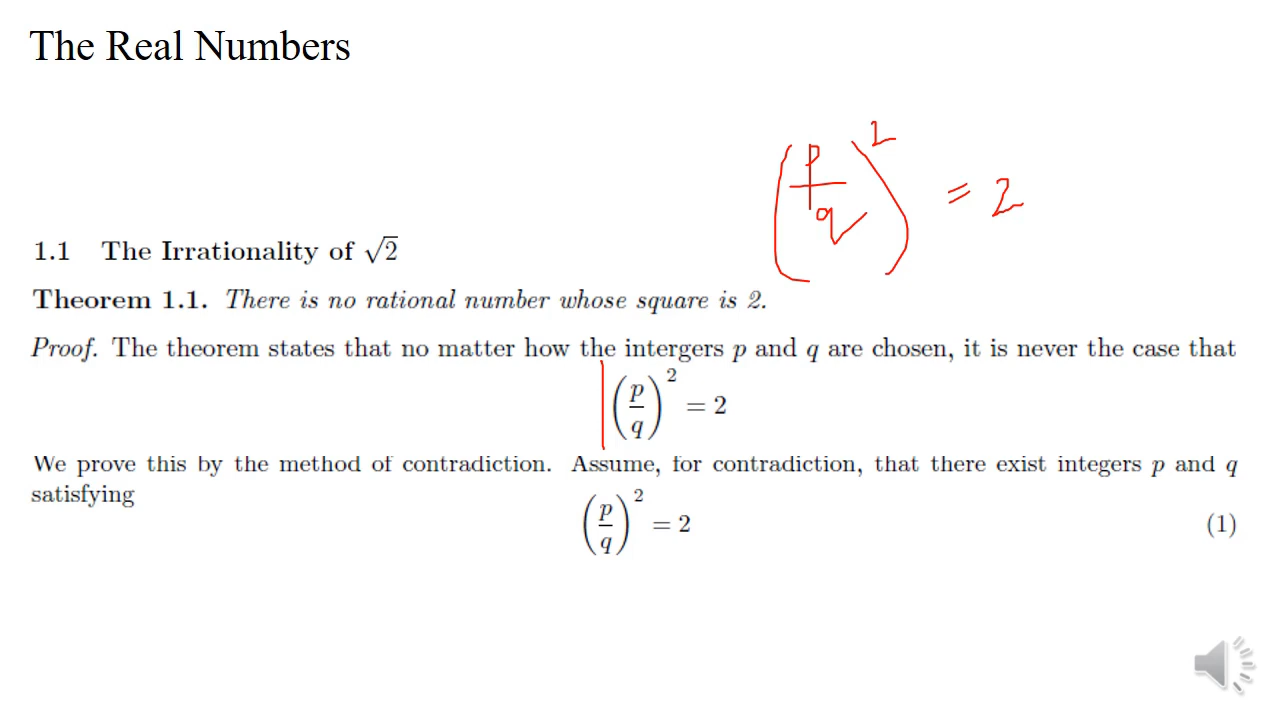 The Real Numbers
(p/q)² = 2
1.1 The Irrationality of √2
Theorem 1.1. There is no rational number whose square is 2.
Proof. The theorem states that no matter how the intergers p and q are chosen, it is never the case that
(p/q)² = 2
We prove this by the method of contradiction. Assume, for contradiction, that there exist integers p and q
satisfying
(p/q)² = 2 (1)